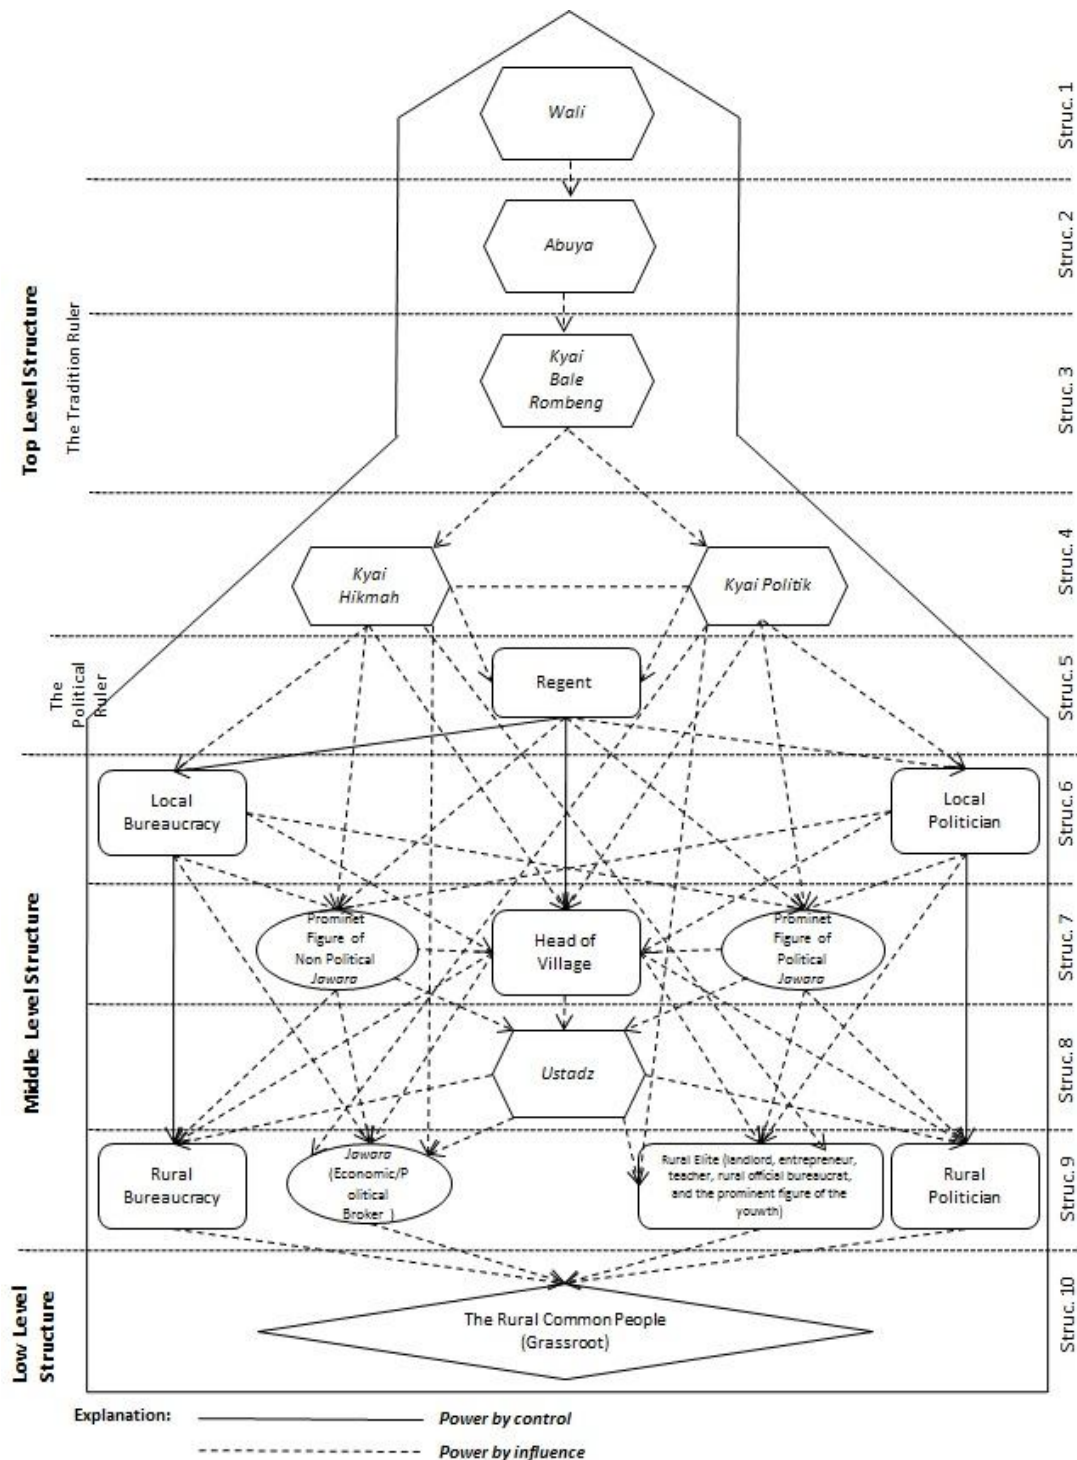 Wali
Struc. 1
Abuya
Struc. 2
Top Level Structure
The Tradition Ruler
Kyai
Bale
Rombeng
Struc. 3
Kyai
Hikmah
Kyai Politik
Struc. 4
The
Political
Ruler
Regent
Struc. 5
Local
Bureaucracy
Local
Politician
Struc. 6
Middle Level Structure
Prominet
Figure of
Non Political
Jawara
Head of
Village
Prominet
Figure of
Political
Jawara
Struc. 7
Ustadz
Struc. 8
Rural
Bureaucracy
Jawara
(Economic/P
olitical
Broker )
Rural Elite (landlord, entrepreneur,
teacher, rural official bureaucrat,
and the prominent figure of the
youwth)
Rural
Politician
Struc. 9
Low Level
Structure
The Rural Common People
(Grassroot)
Struc. 10
Explanation:
Power by control
Power by influence